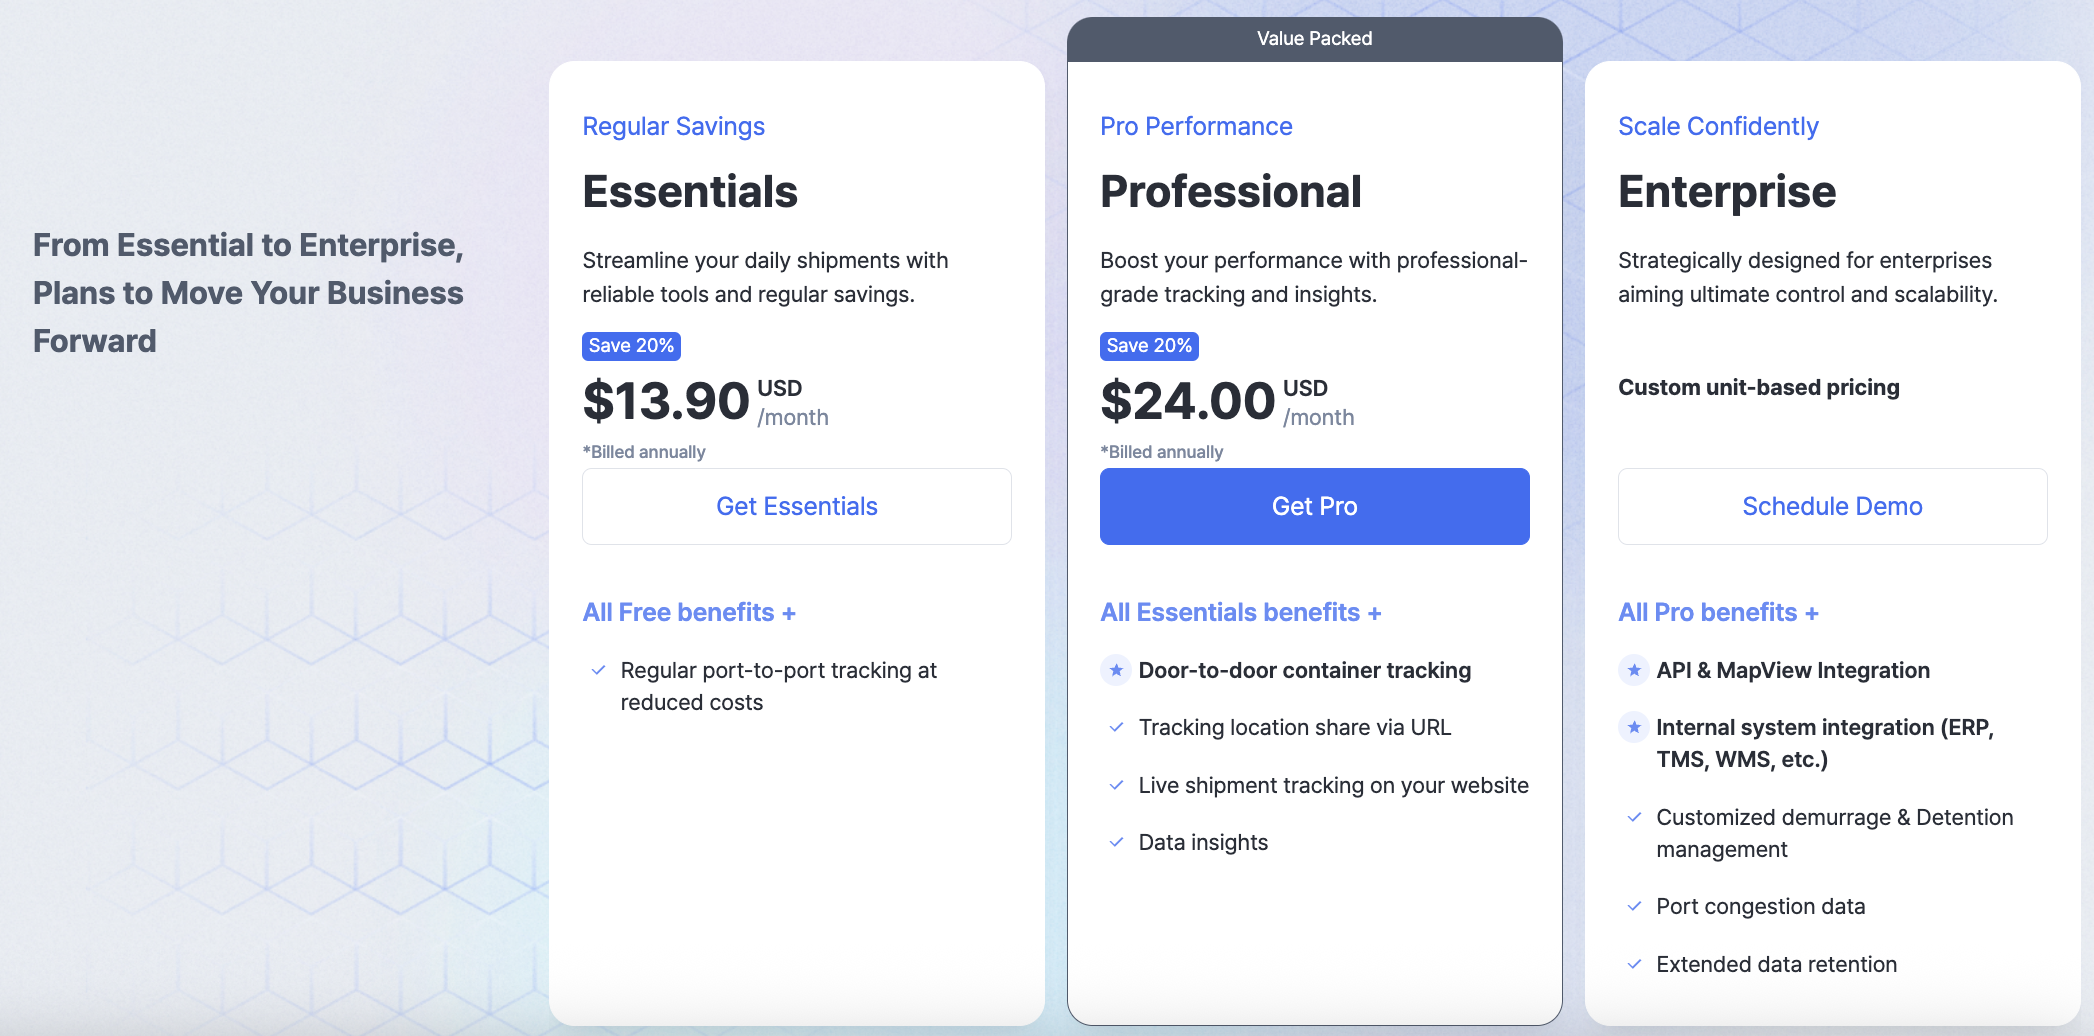 From Essential to Enterprise,
Plans to Move Your Business
Forward
Regular Savings
Essentials
Streamline your daily shipments with
reliable tools and regular savings.
Save 20%
$13.90 USD
/month
*Billed annually
Get Essentials
All Free benefits +
Regular port-to-port tracking at
reduced costs
Value Packed
Pro Performance
Professional
Boost your performance with professional-
grade tracking and insights.
Save 20%
$24.00 USD
/month
*Billed annually
Get Pro
All Essentials benefits +
Door-to-door container tracking
Tracking location share via URL
Live shipment tracking on your website
Data insights
Scale Confidently
Enterprise
Strategically designed for enterprises
aiming ultimate control and scalability.
Custom unit-based pricing
Schedule Demo
All Pro benefits +
API & MapView Integration
Internal system integration (ERP,
TMS, WMS, etc.)
Customized demurrage & Detention
management
Port congestion data
Extended data retention